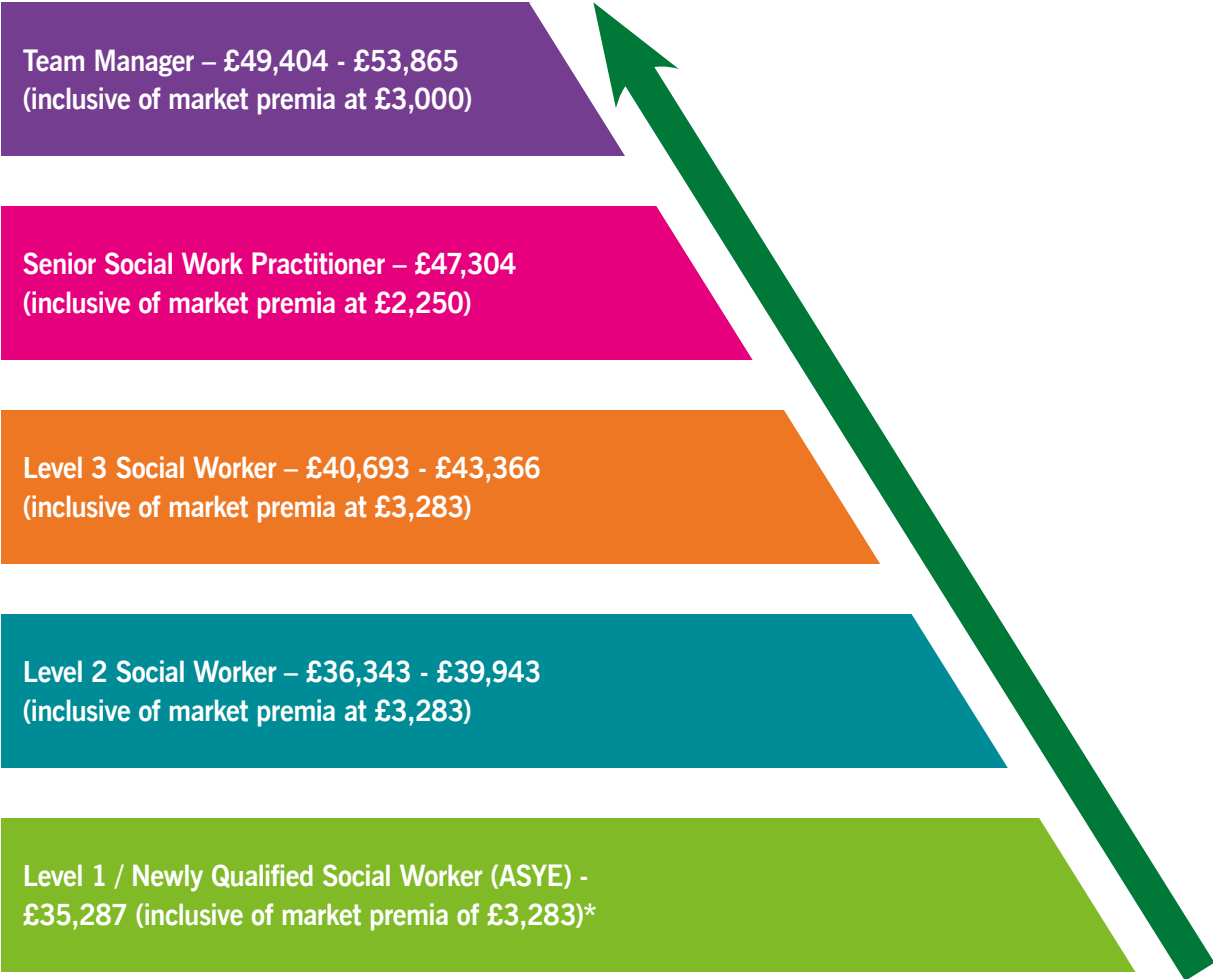 Team Manager – £49,404 - £53,865
(inclusive of market premia at £3,000)
Senior Social Work Practitioner – £47,304
(inclusive of market premia at £2,250)
Level 3 Social Worker – £40,693 - £43,366
(inclusive of market premia at £3,283)
Level 2 Social Worker – £36,343 - £39,943
(inclusive of market premia at £3,283)
Level 1 / Newly Qualified Social Worker (ASYE) -
£35,287 (inclusive of market premia of £3,283)*